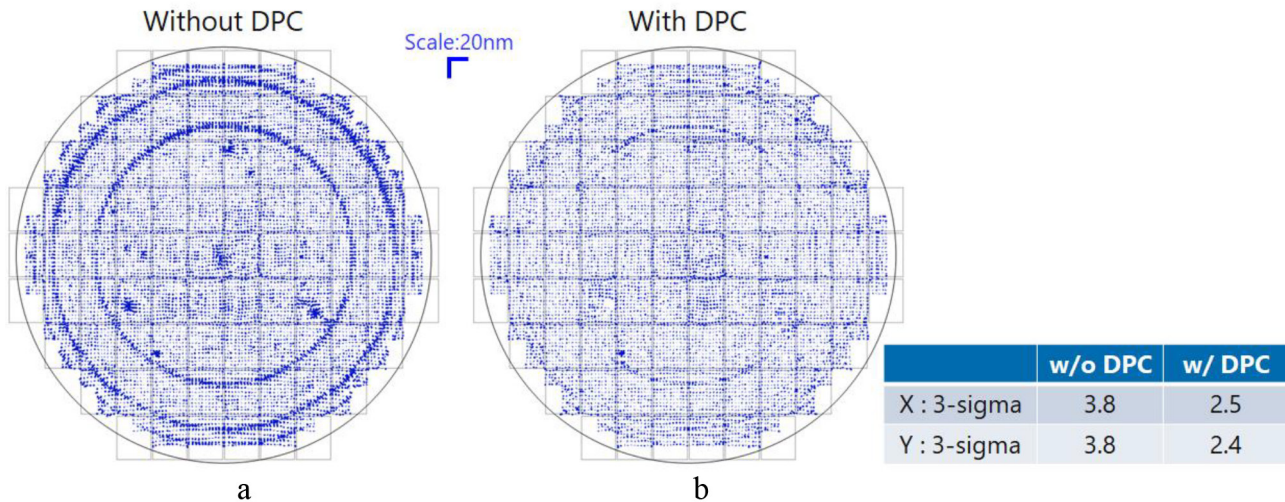 Without DPC
With DPC
Scale:20nm
w/o DPC w/ DPC
X : 3-sigma 3.8 2.5
Y : 3-sigma 3.8 2.4
a
b